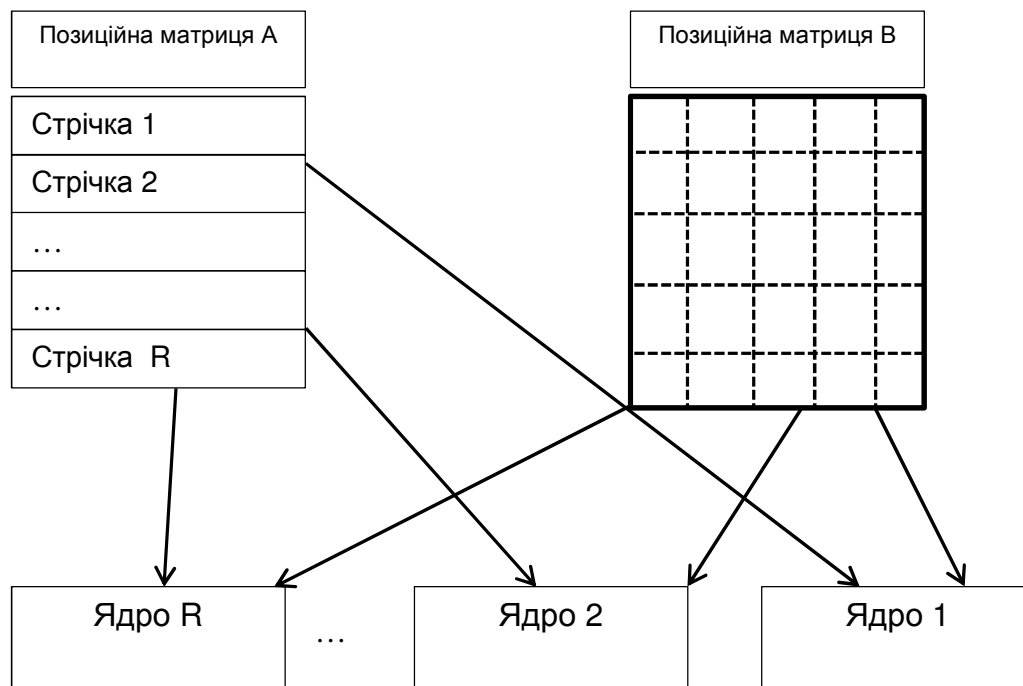 Позиційна матриця A
Позиційна матриця B
Стрічка 1
Стрічка 2
…
…
Стрічка R
Ядро R
…
Ядро 2
Ядро 1